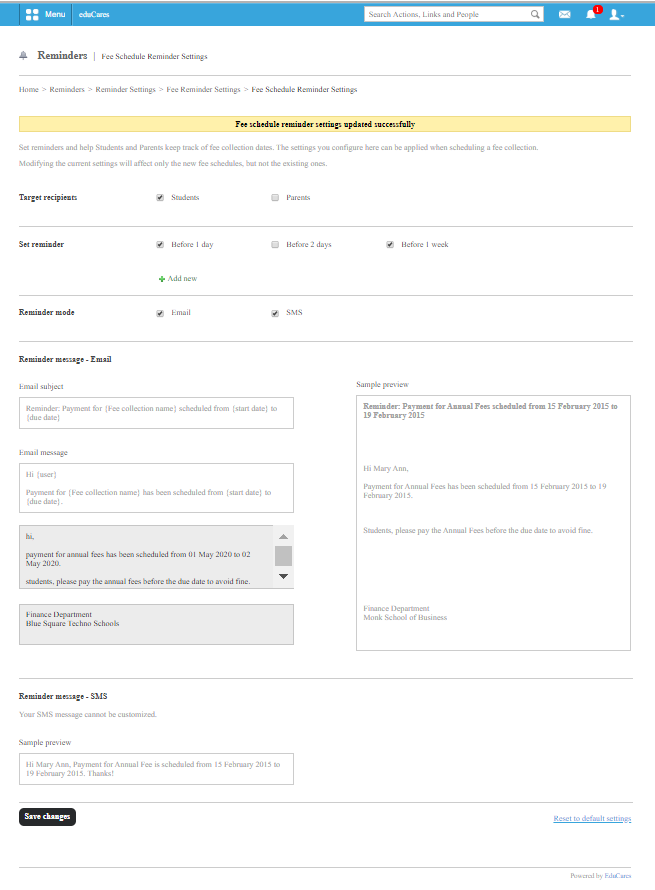 Menu eduCares Search Actions, Links and People 1
Reminders | Fee Schedule Reminder Settings
Home > Reminders > Reminder Settings > Fee Reminder Settings > Fee Schedule Reminder Settings
Fee schedule reminder settings updated successfully
Set reminders and help Students and Parents keep track of fee collection dates. The settings you configure here can be applied when scheduling a fee collection.
Modifying the current settings will affect only the new fee schedules, but not the existing ones.
Target recipients Students Parents
Set reminder Before 1 day Before 2 days Before 1 week
Add new
Reminder mode Email SMS
Reminder message - Email
Email subject
Reminder: Payment for {Fee collection name} scheduled from {start date} to
{due date}
Email message
Hi {user}
Payment for {Fee collection name} has been scheduled from {start date} to
{due date}.
hi,
payment for annual fees has been scheduled from 01 May 2020 to 02
May 2020.
students, please pay the annual fees before the due date to avoid fine.
Finance Department
Blue Square Techno Schools
Sample preview
Reminder: Payment for Annual Fees scheduled from 15 February 2015 to
19 February 2015
Hi Mary Ann,
Payment for Annual Fees has been scheduled from 15 February 2015 to 19
February 2015.
Students, please pay the Annual Fees before the due date to avoid fine.
Finance Department
Monk School of Business
Reminder message - SMS
Your SMS message cannot be customized.
Sample preview
Hi Mary Ann, Payment for Annual Fee is scheduled from 15 February 2015 to
19 February 2015. Thanks!
Save changes Reset to default settings
Powered by EduCares